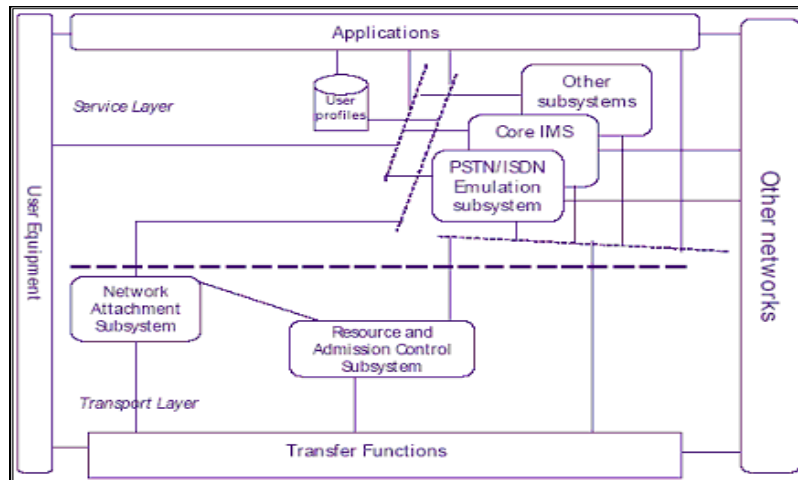 Applications
Service Layer
User
profiles
Other
subsystems
Core IMS
PSTN/ISDN
Emulation
subsystem
User Equipment
Other networks
Network
Attachment
Subsystem
Resource and
Admission Control
Subsystem
Transport Layer
Transfer Functions